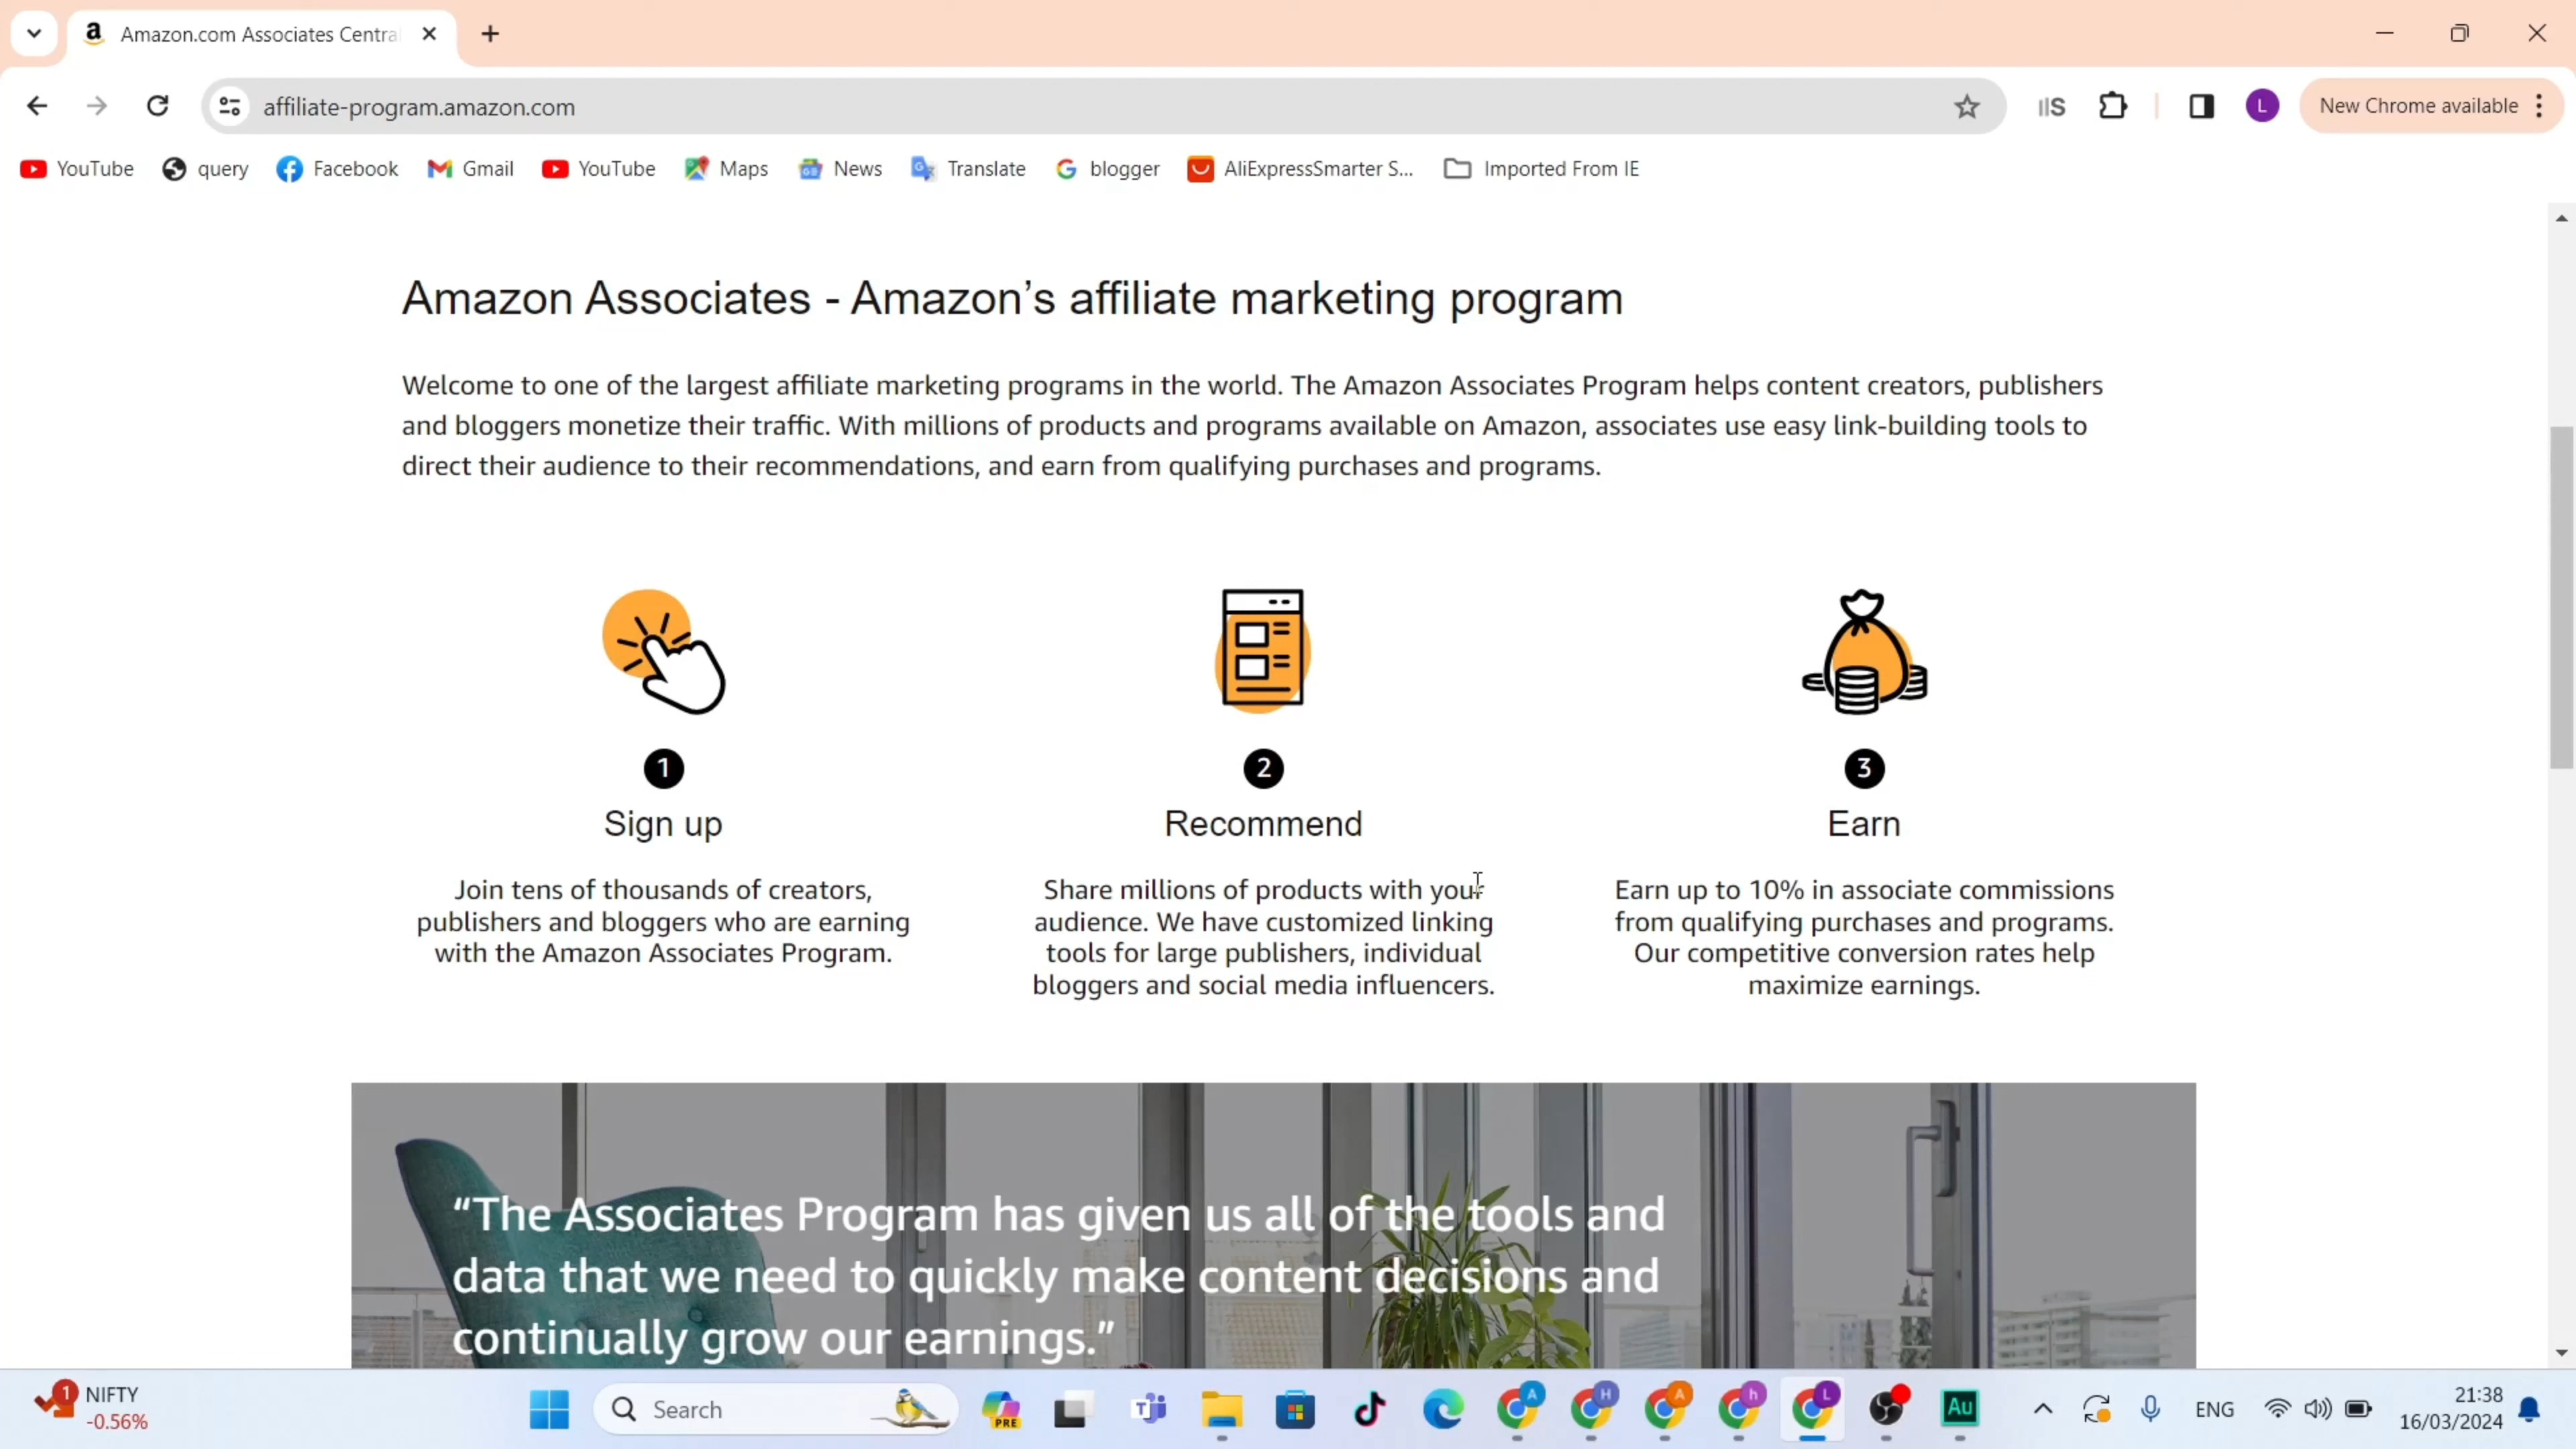 Amazon.com Associates Centra
affiliate-program.amazon.com
L
New Chrome available
YouTube
query
Facebook
Gmail
YouTube
Maps
News
Translate
blogger
AliExpressSmarter S...
Imported From IE
Amazon Associates - Amazon’s affiliate marketing program
Welcome to one of the largest affiliate marketing programs in the world. The Amazon Associates Program helps content creators, publishers
and bloggers monetize their traffic. With millions of products and programs available on Amazon, associates use easy link-building tools to
direct their audience to their recommendations, and earn from qualifying purchases and programs.
1
Sign up
Join tens of thousands of creators,
publishers and bloggers who are earning
with the Amazon Associates Program.
2
Recommend
Share millions of products with your
audience. We have customized linking
tools for large publishers, individual
bloggers and social media influencers.
3
Earn
Earn up to 10% in associate commissions
from qualifying purchases and programs.
Our competitive conversion rates help
maximize earnings.
“The Associates Program has given us all of the tools and
data that we need to quickly make content decisions and
continually grow our earnings.”
1
NIFTY
-0.56%
Search
PRE
T
A
H
A
h
L
Au
ENG
21:38
16/03/2024